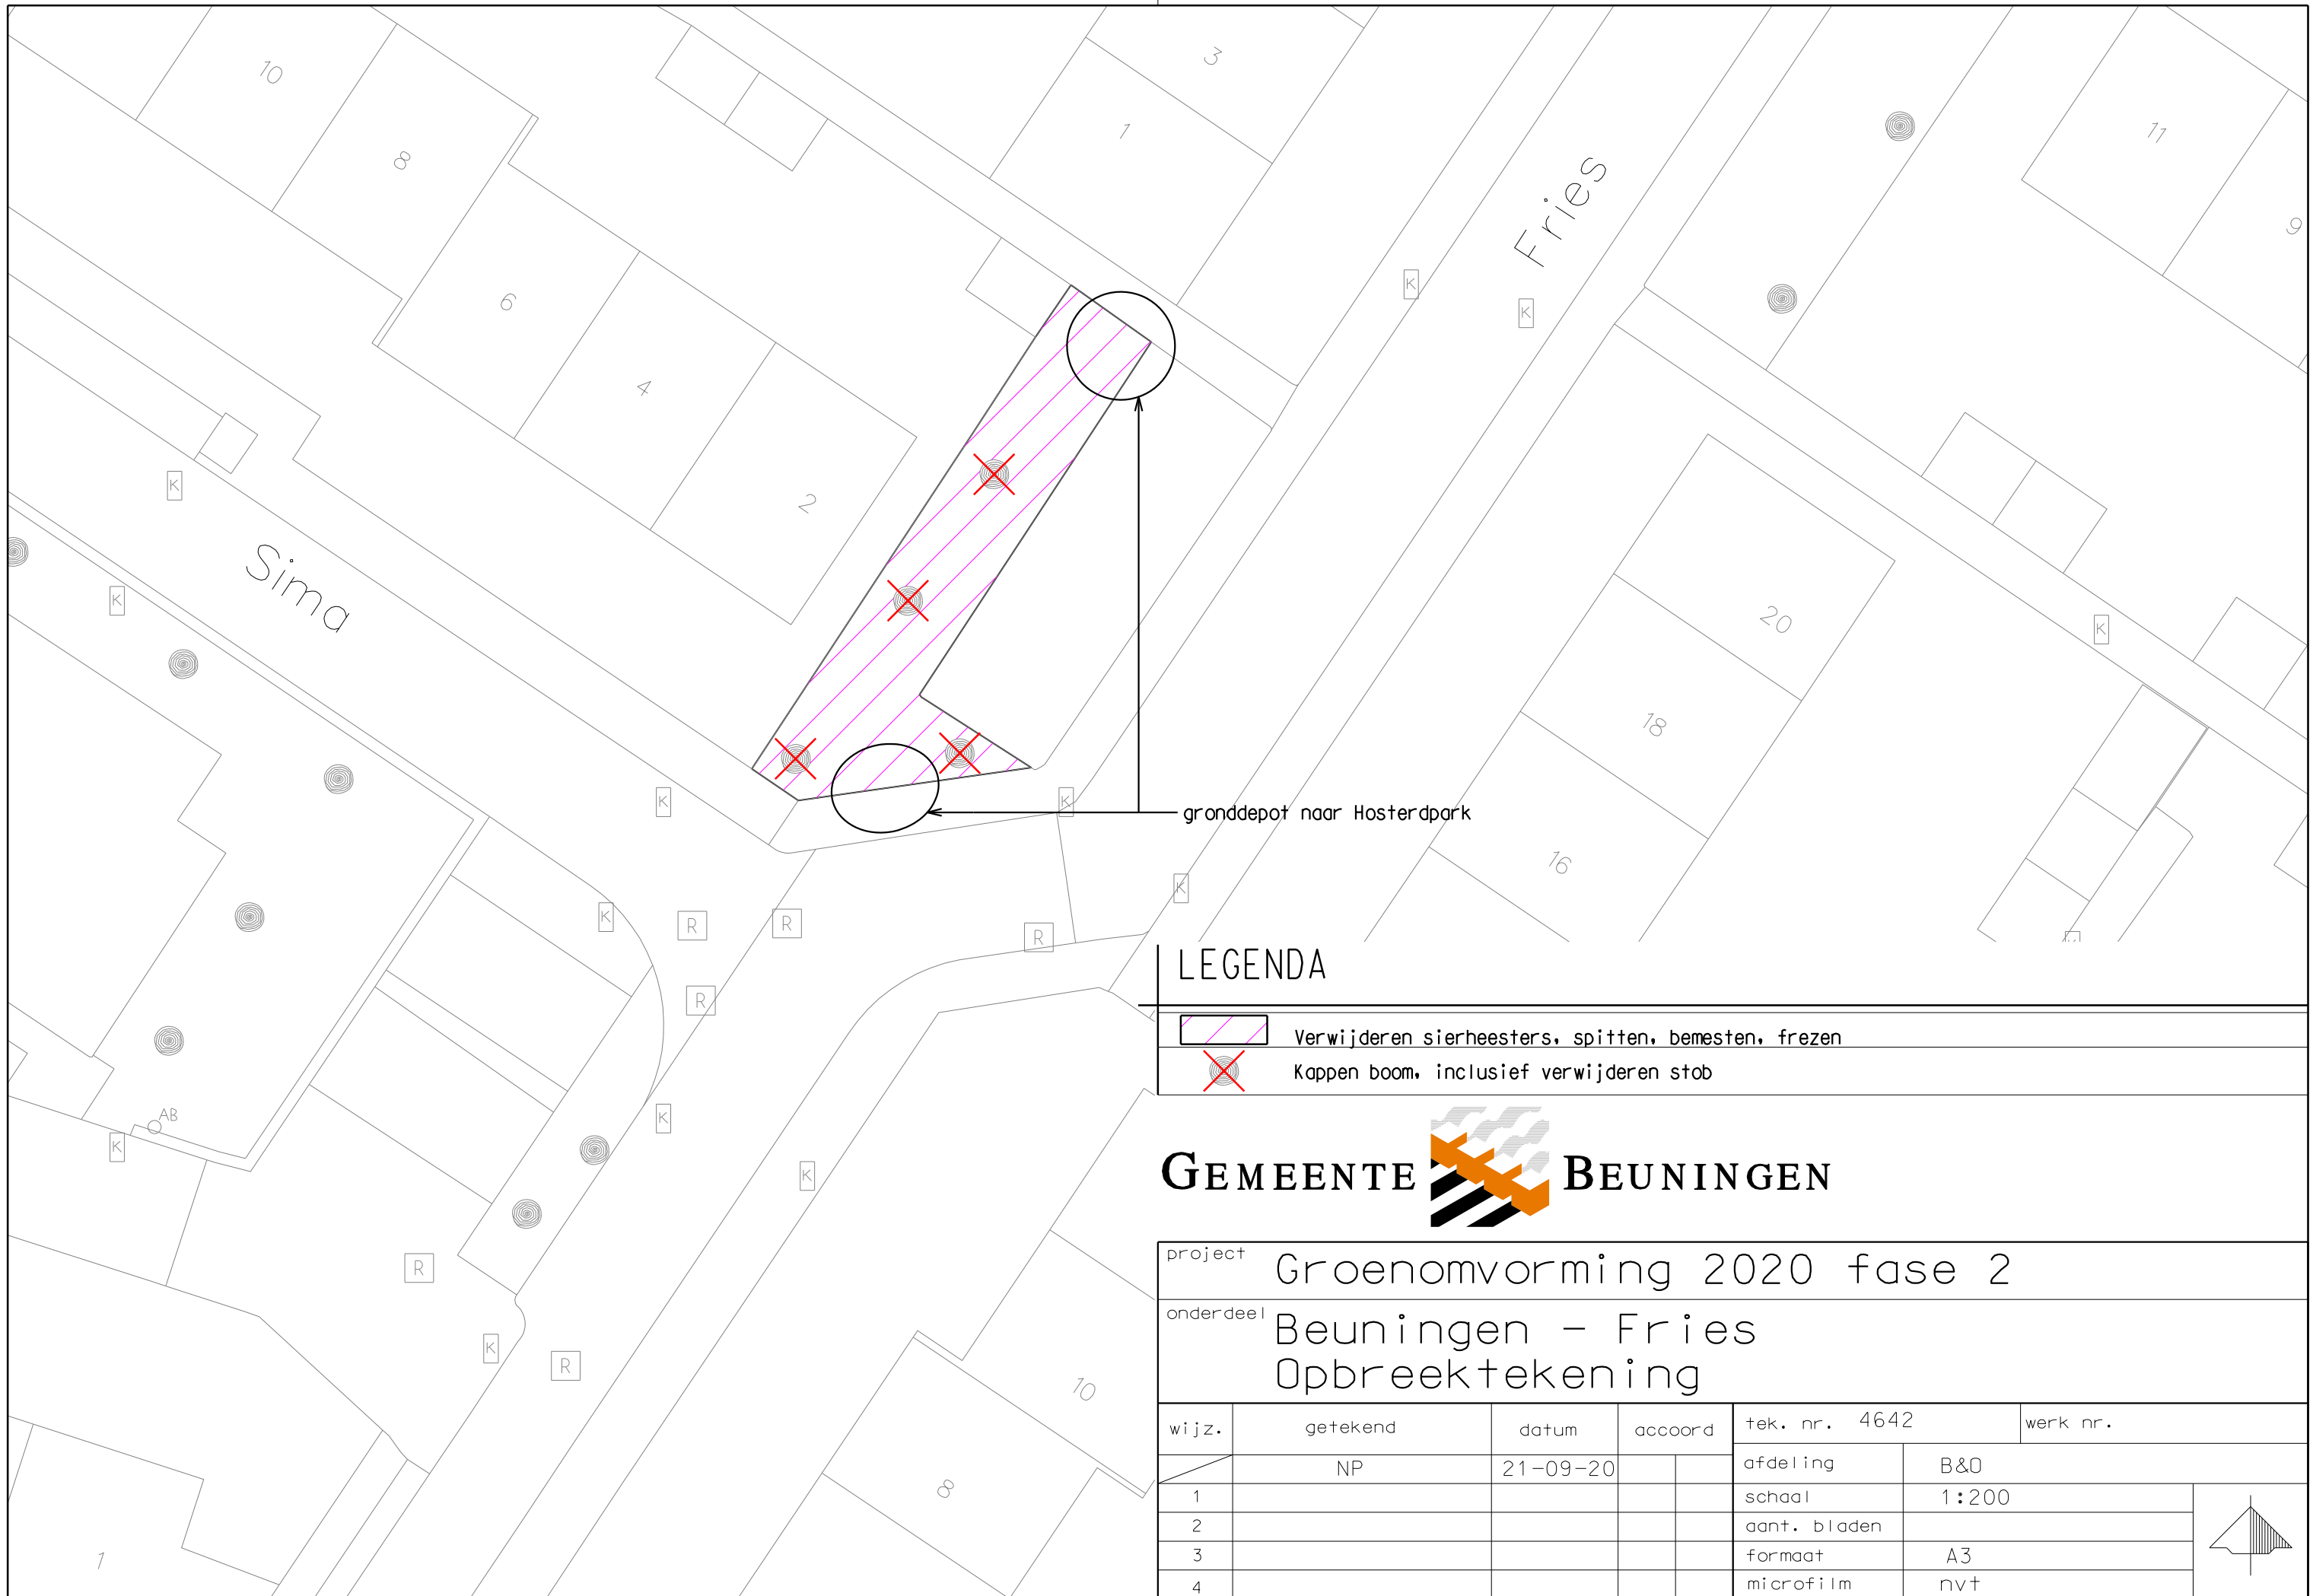 10
8
6
4
2
3
1
Fries
11
9
K
K
K
K
Sima
20
18
16
K
K
K
K
K
gronddepot naar Hosterdpark
R
R
R
R
AB
K
K
K
R
K
R
1
10
8
LEGENDA
Verwijderen sierheesters, spitten, bemesten, frezen
Kappen boom, inclusief verwijderen stob
GEMEENTE BEUNINGEN
project Groenomvorming 2020 fase 2
onderdeel Beuningen - Fries
Opbreektekening
wijz. getekend datum accoord tek. nr. 4642 werk nr.
NP 21-09-20 afdeling B&O
1 schaal 1:200
2 aant. bladen
3 formaat A3
4 microfilm nvt